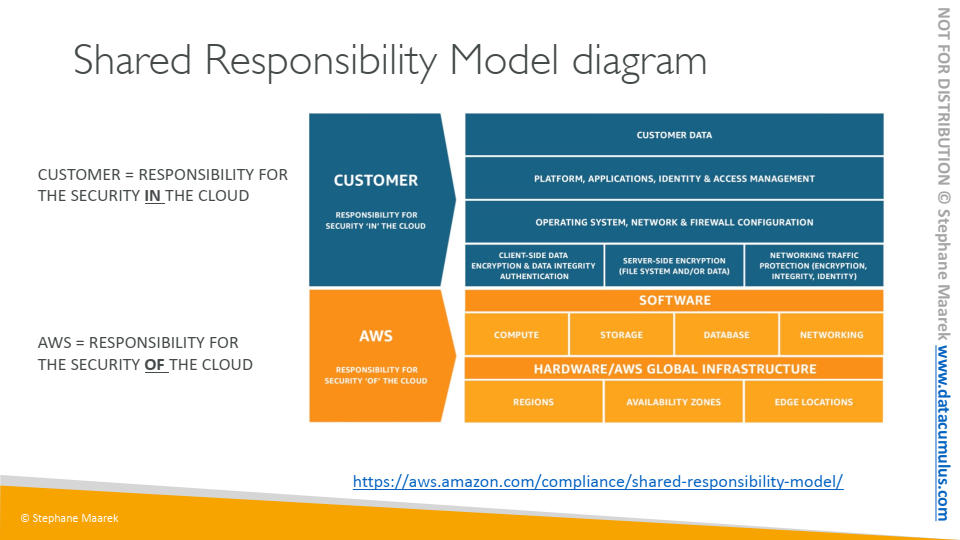 Shared Responsibility Model diagram
CUSTOMER = RESPONSIBILITY FOR
THE SECURITY IN THE CLOUD
CUSTOMER
RESPONSIBILITY FOR
SECURITY 'IN' THE CLOUD
CUSTOMER DATA
PLATFORM, APPLICATIONS, IDENTITY & ACCESS MANAGEMENT
OPERATING SYSTEM, NETWORK & FIREWALL CONFIGURATION
CLIENT-SIDE DATA
ENCRYPTION & DATA INTEGRITY
AUTHENTICATION
SERVER-SIDE ENCRYPTION
(FILE SYSTEM AND/OR DATA)
NETWORKING TRAFFIC
PROTECTION (ENCRYPTION,
INTEGRITY, IDENTITY)
AWS = RESPONSIBILITY FOR
THE SECURITY OF THE CLOUD
AWS
RESPONSIBILITY FOR
SECURITY 'OF' THE CLOUD
SOFTWARE
COMPUTE
STORAGE
DATABASE
NETWORKING
HARDWARE/AWS GLOBAL INFRASTRUCTURE
REGIONS
AVAILABILITY ZONES
EDGE LOCATIONS
https://aws.amazon.com/compliance/shared-responsibility-model/
© Stephane Maarek
NOT FOR DISTRIBUTION © Stephane Maarek www.datacumulus.com